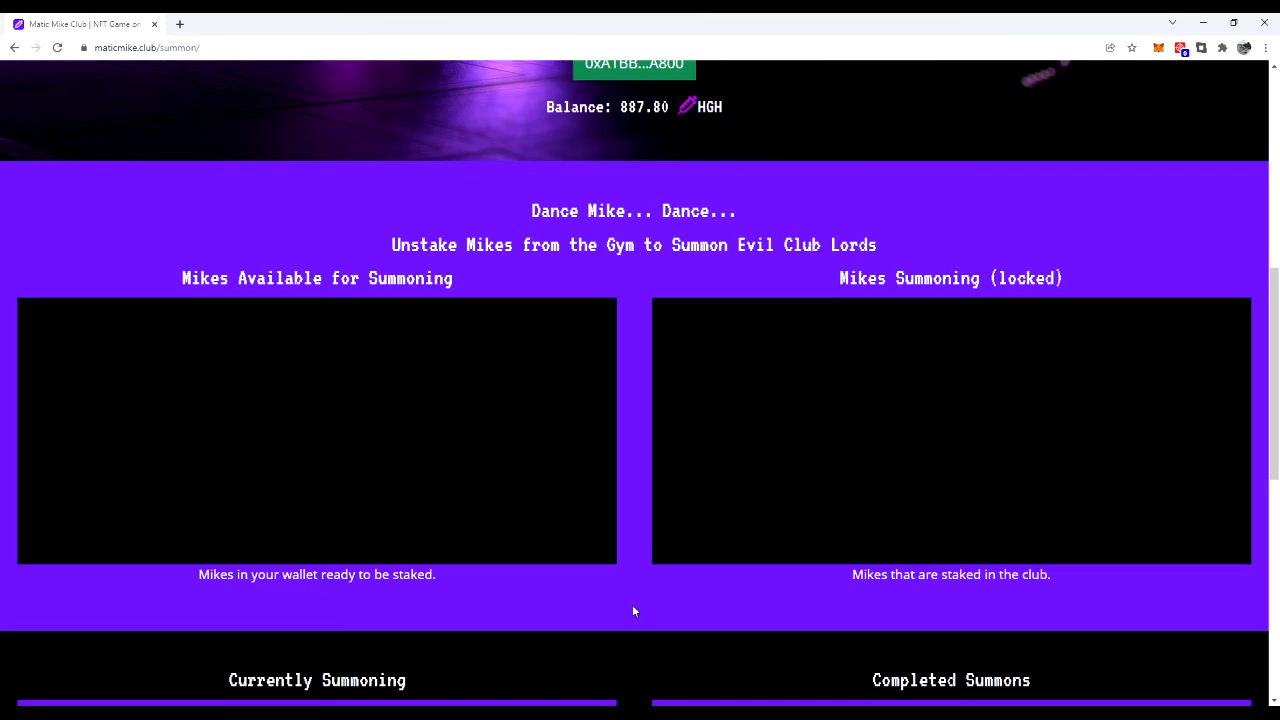 Matic Mike Club | NFT Game on
maticmike.club/summon/
0xA1BB...A800
Balance: 887.80 HGH
Dance Mike... Dance...
Unstake Mikes from the Gym to Summon Evil Club Lords
Mikes Available for Summoning
Mikes Summoning (locked)
Mikes in your wallet ready to be staked.
Mikes that are staked in the club.
Currently Summoning
Completed Summons